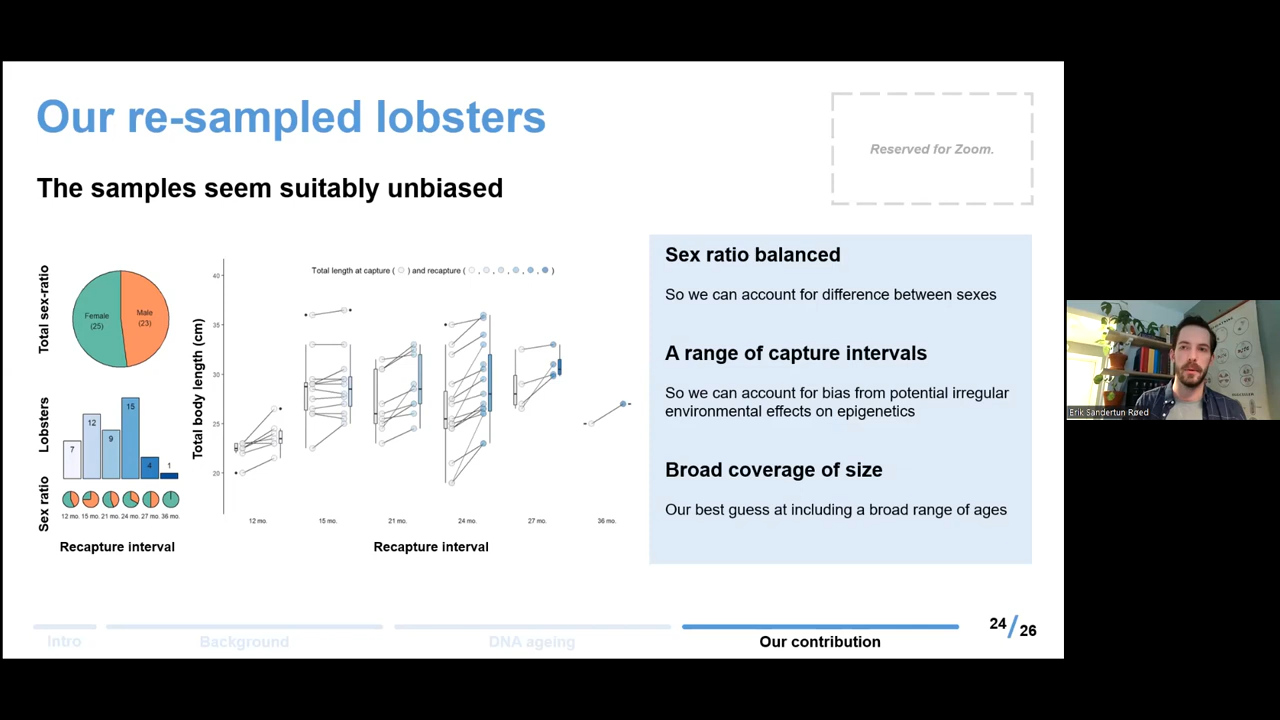 Our re-sampled lobsters
Reserved for Zoom.
The samples seem suitably unbiased
Total sex-ratio
Female
(25)
Male
(23)
Lobsters
7
12
9
15
4
1
Sex ratio
12 mo. 15 mo. 21 mo. 24 mo. 27 mo. 36 mo.
Recapture interval
Total length at capture ( ) and recapture ( , , , , , )
Total body length (cm)
40
35
30
25
20
12 mo. 15 mo. 21 mo. 24 mo. 27 mo. 36 mo.
Recapture interval
Sex ratio balanced
So we can account for difference between sexes
A range of capture intervals
So we can account for bias from potential irregular
environmental effects on epigenetics
Broad coverage of size
Our best guess at including a broad range of ages
Erik Sandertun Røed
Intro
Background
DNA ageing
Our contribution
24/26